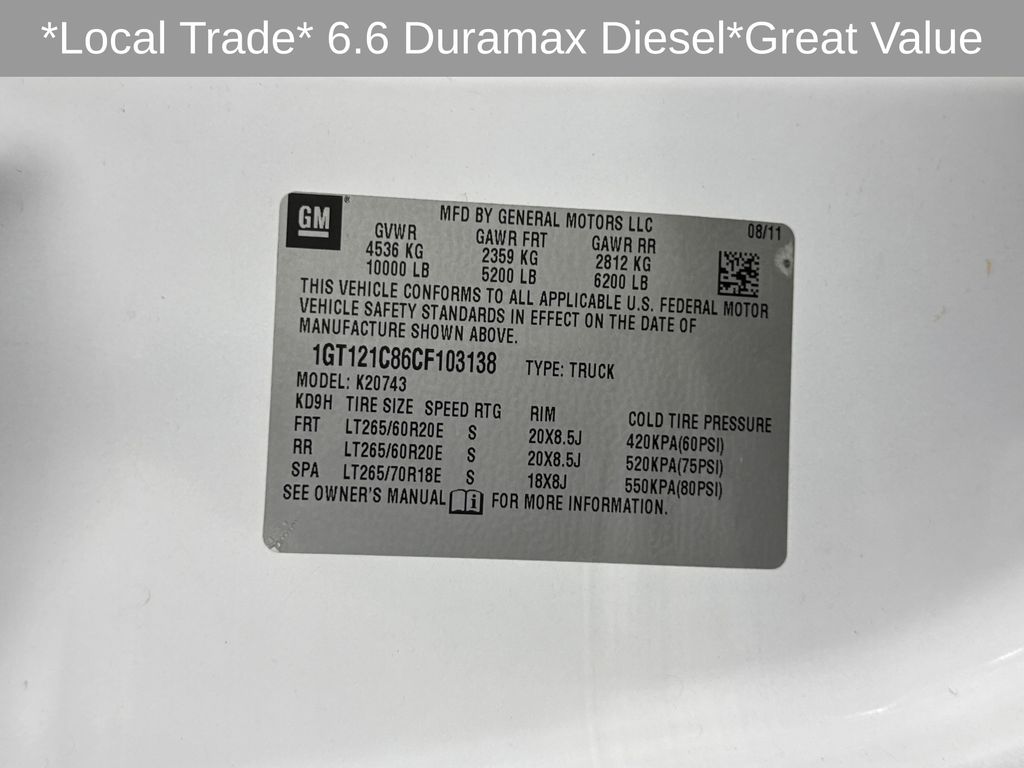 *Local Trade* 6.6 Duramax Diesel*Great Value
GM®
MFD BY GENERAL MOTORS LLC 08/11
GVWR GAWR FRT GAWR RR
4536 KG 2359 KG 2812 KG
10000 LB 5200 LB 6200 LB
THIS VEHICLE CONFORMS TO ALL APPLICABLE U.S. FEDERAL MOTOR
VEHICLE SAFETY STANDARDS IN EFFECT ON THE DATE OF
MANUFACTURE SHOWN ABOVE.
1GT121C86CF103138 TYPE: TRUCK
MODEL: K20743
KD9H TIRE SIZE SPEED RTG RIM COLD TIRE PRESSURE
FRT LT265/60R20E S 20X8.5J 420KPA(60PSI)
RR LT265/60R20E S 20X8.5J 520KPA(75PSI)
SPA LT265/70R18E S 18X8J 550KPA(80PSI)
SEE OWNER'S MANUAL i FOR MORE INFORMATION.